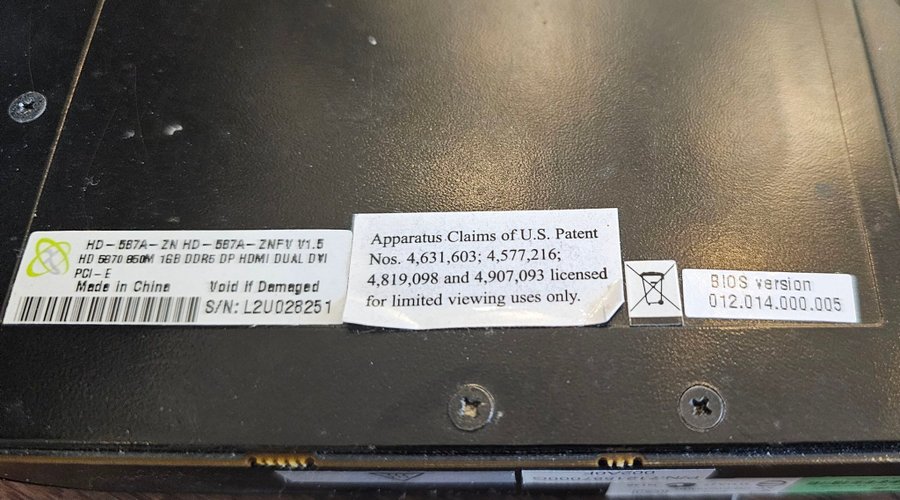 HD-587A-ZN HD-587A-ZNFV V1.5
HD 5870 850M 1GB DDR5 DP HDMI DUAL DVI
PCI-E
Made in China Void If Damaged
S/N: L2U028251
Apparatus Claims of U.S. Patent
Nos. 4,631,603; 4,577,216;
4,819,098 and 4,907,093 licensed
for limited viewing uses only.
BIOS version
012.014.000.005